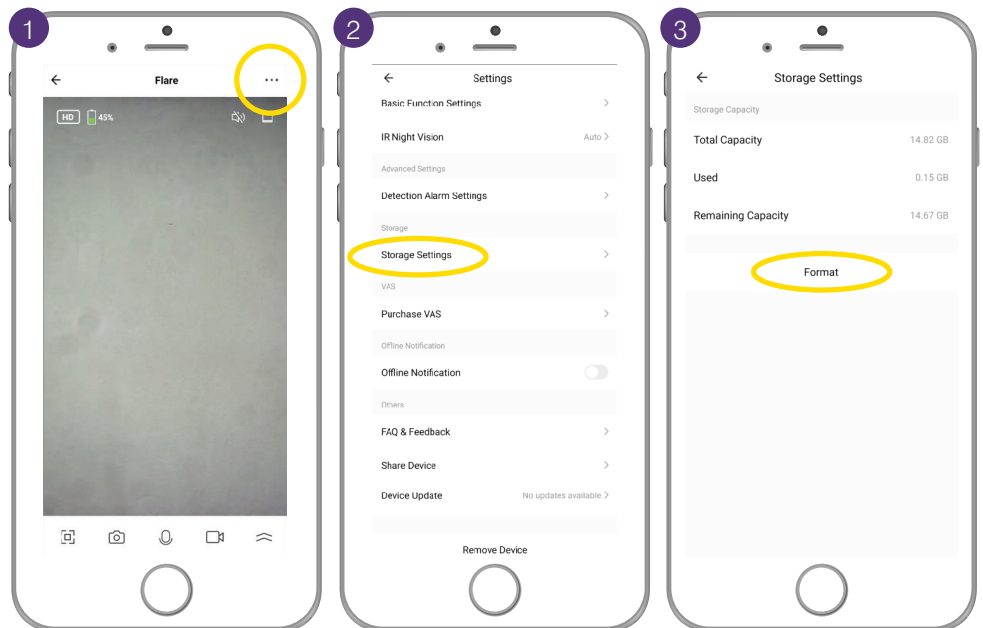 1
Flare
...
HD 45%
2
Settings
Basic Function Settings
IR Night Vision Auto
Advanced Settings
Detection Alarm Settings
Storage
Storage Settings
VAS
Purchase VAS
Offline Notification
Offline Notification
Others
FAQ & Feedback
Share Device
Device Update No updates available
Remove Device
3
Storage Settings
Storage Capacity
Total Capacity 14.82 GB
Used 0.15 GB
Remaining Capacity 14.67 GB
Format